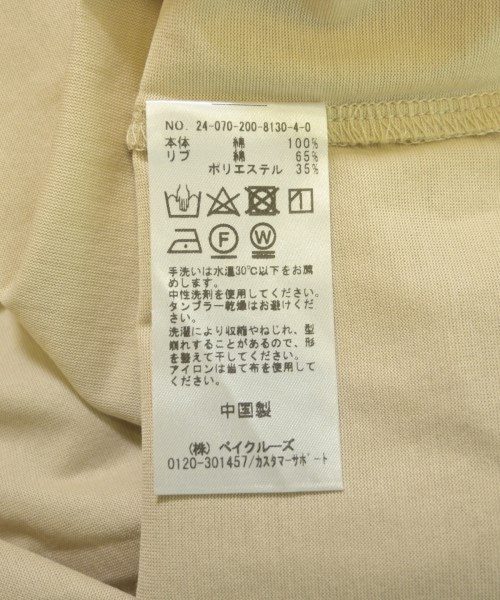 NO. 24-070-200-8130-4-0
本体 綿 100%
リブ 綿 65%
ポリエステル 35%
F W
手洗いは水温30℃以下をお薦
めします。
中性洗剤を使用してください。
タンブラー乾燥はお避けくださ
い。
洗濯により収縮やねじれ、型
崩れすることがあるので、形
を整えて干してください。
アイロンは当て布を使用して
ください。
中国製
(株) ベイクルーズ
0120-301457/カスタマーサポート